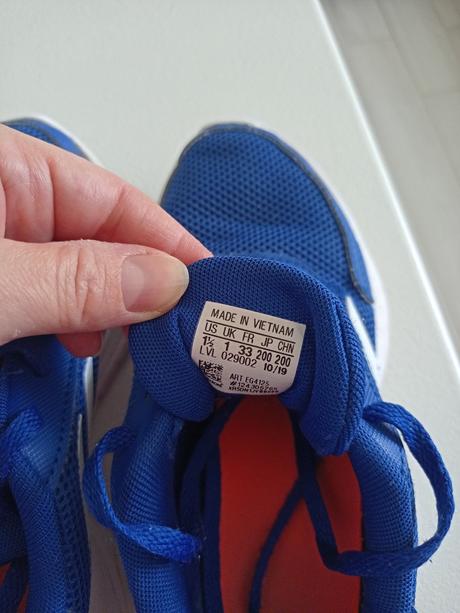 MADE IN VIETNAM
US UK FR JP CHN
1½ 1 33 200 200
LVL 029002 10/19
ART EG4125